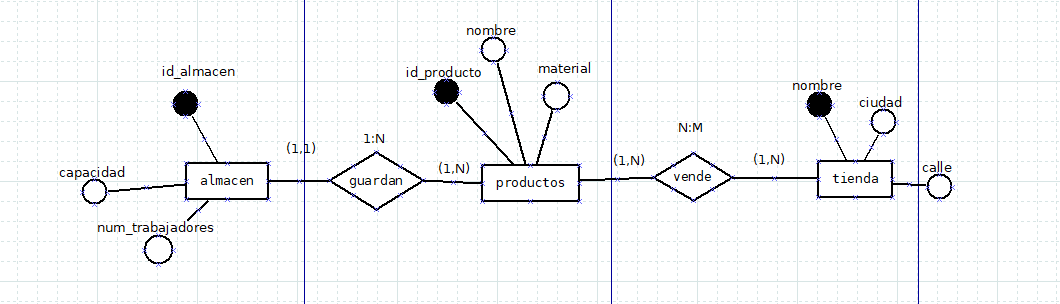 nombre
id_almacen
id_producto
material
nombre
ciudad
(1,1)
1:N
(1,N)
N:M
(1,N)
(1,N)
capacidad
almacen
guardan
productos
vende
tienda
calle
num_trabajadores